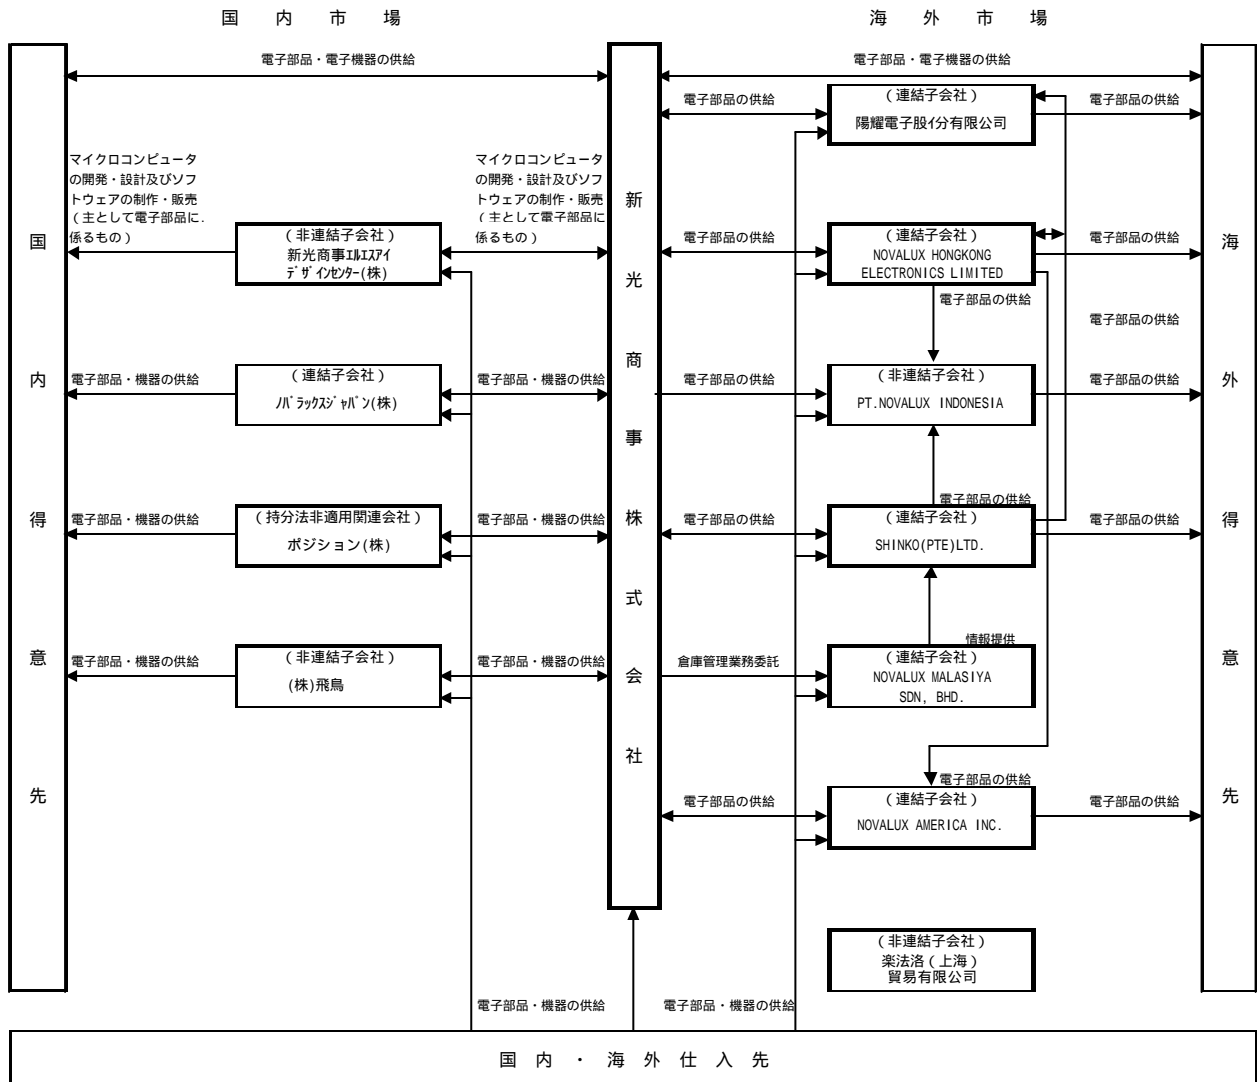 国内市場
海外市場
電子部品・電子機器の供給
電子部品・電子機器の供給
国内得意先
新光商事株式会社
海外得意先
マイクロコンピュータ
の開発・設計及びソフ
トウェアの制作・販売
(主として電子部品に.
係るもの)
(非連結子会社)
新光商事エルエスアイ
デザインセンター(株)
マイクロコンピュータ
の開発・設計及びソフ
トウェアの制作・販売
(主として電子部品に
係るもの)
電子部品・機器の供給
(連結子会社)
ノバラックスジャパン(株)
電子部品・機器の供給
電子部品・機器の供給
(持分法非適用関連会社)
ポジション(株)
電子部品・機器の供給
電子部品・機器の供給
(非連結子会社)
(株)飛鳥
電子部品・機器の供給
電子部品の供給
(連結子会社)
陽耀電子股イ分有限公司
電子部品の供給
電子部品の供給
(連結子会社)
NOVALUX HONGKONG
ELECTRONICS LIMITED
電子部品の供給
電子部品の供給
電子部品の供給
電子部品の供給
(非連結子会社)
PT.NOVALUX INDONESIA
電子部品の供給
電子部品の供給
電子部品の供給
(連結子会社)
SHINKO(PTE)LTD.
電子部品の供給
情報提供
倉庫管理業務委託
(連結子会社)
NOVALUX MALASIYA
SDN, BHD.
電子部品の供給
電子部品の供給
(連結子会社)
NOVALUX AMERICA INC.
電子部品の供給
(非連結子会社)
楽法洛(上海)
貿易有限公司
電子部品・機器の供給
電子部品・機器の供給
国内・海外仕入先